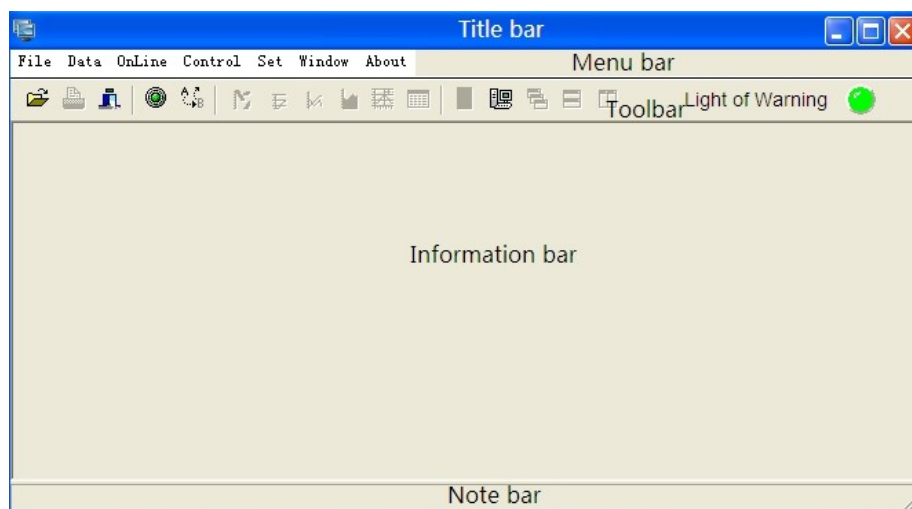 Title bar
File Data OnLine Control Set Window About Menu bar
Toolbar Light of Warning
Information bar
Note bar